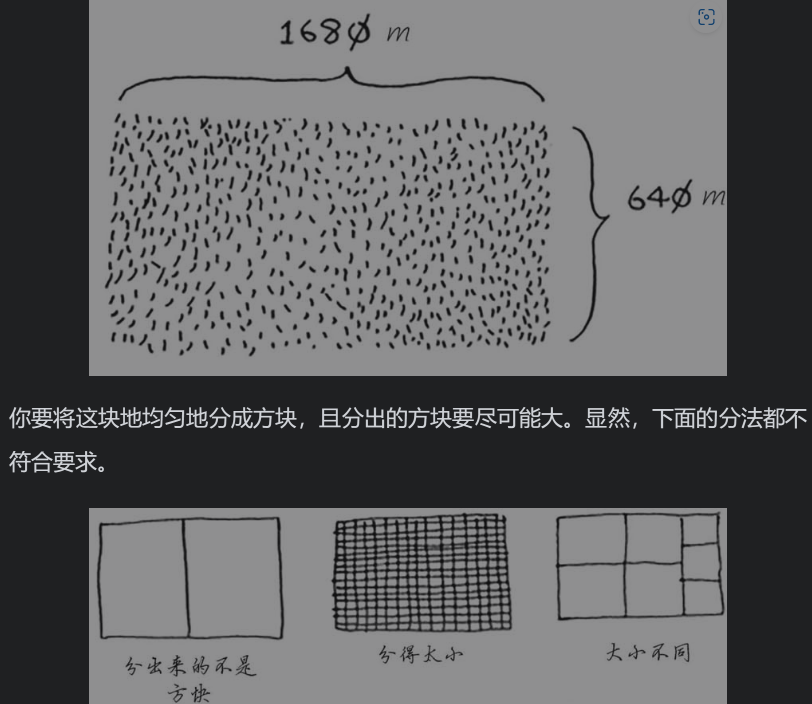 1680 m
640 m
你要将这块地均匀地分成方块，且分出的方块要尽可能大。显然，下面的分法都不
符合要求。
分出来的不是
方块
分得太小
大小不同